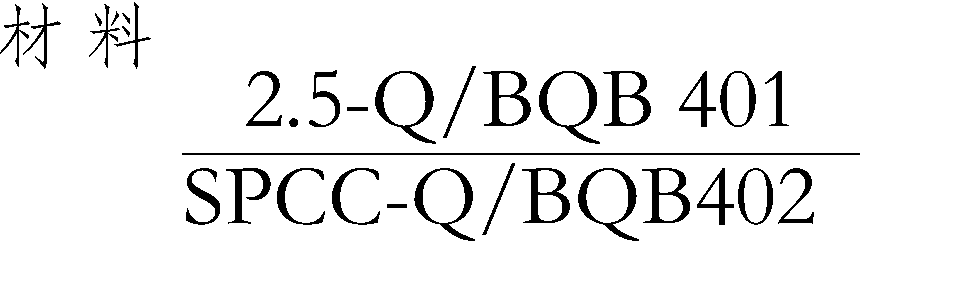 材 料
2.5-Q/BQB 401
SPCC-Q/BQB402